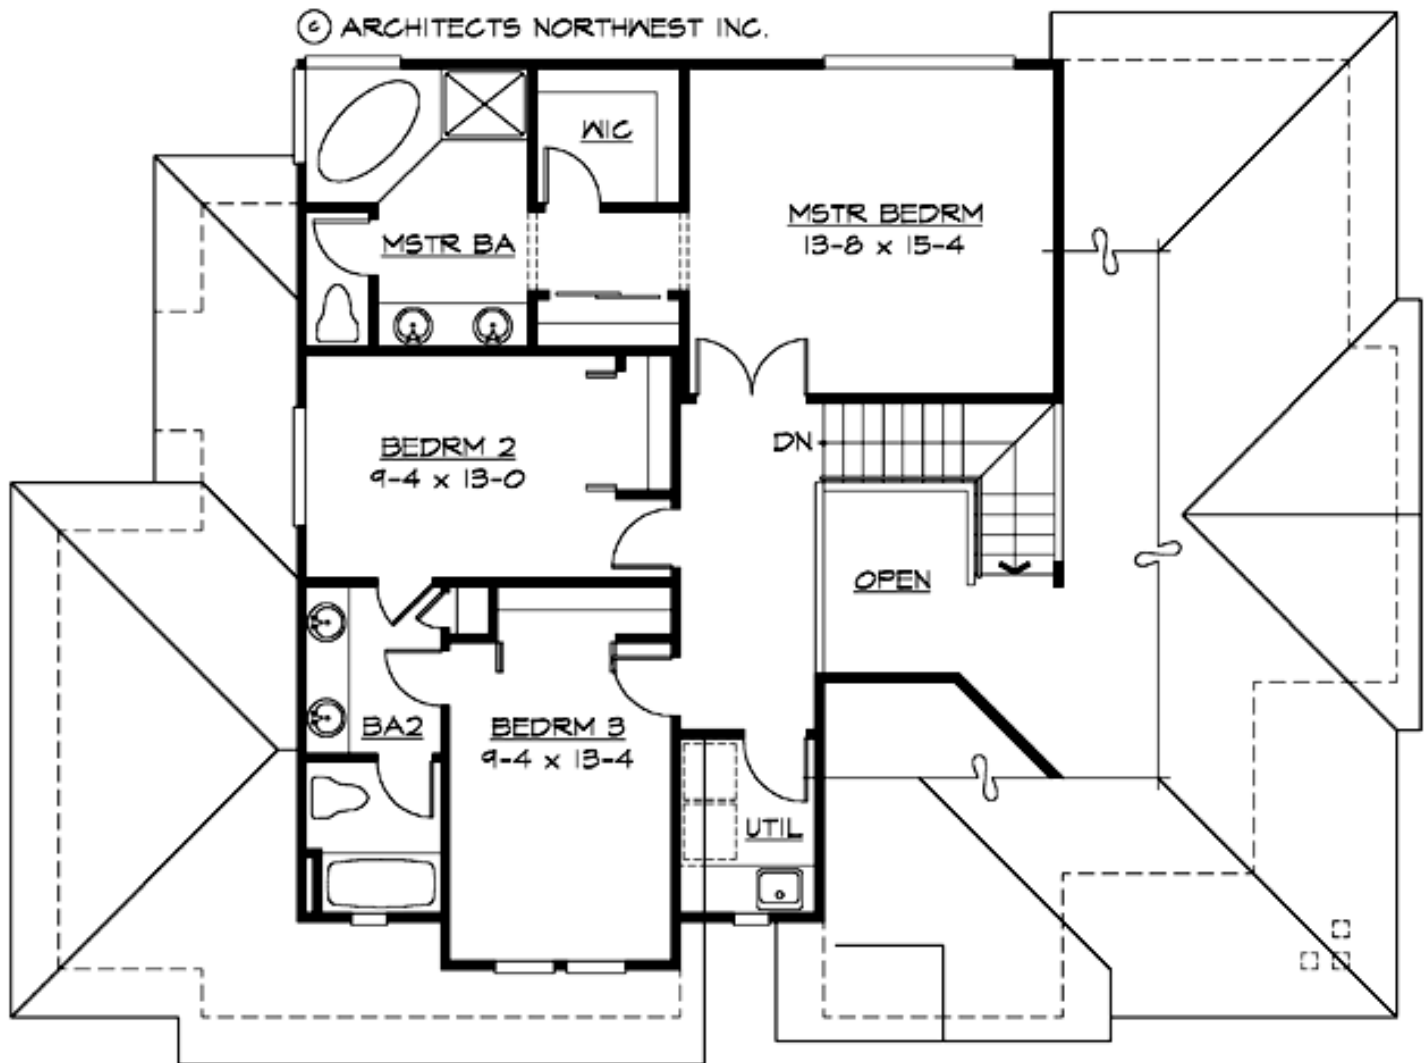 © ARCHITECTS NORTHWEST INC.
WIC
MSTR BEDRM
13-8 x 15-4
MSTR BA
BEDRM 2
9-4 x 13-0
DN
OPEN
BA2
BEDRM 3
9-4 x 13-4
UTIL